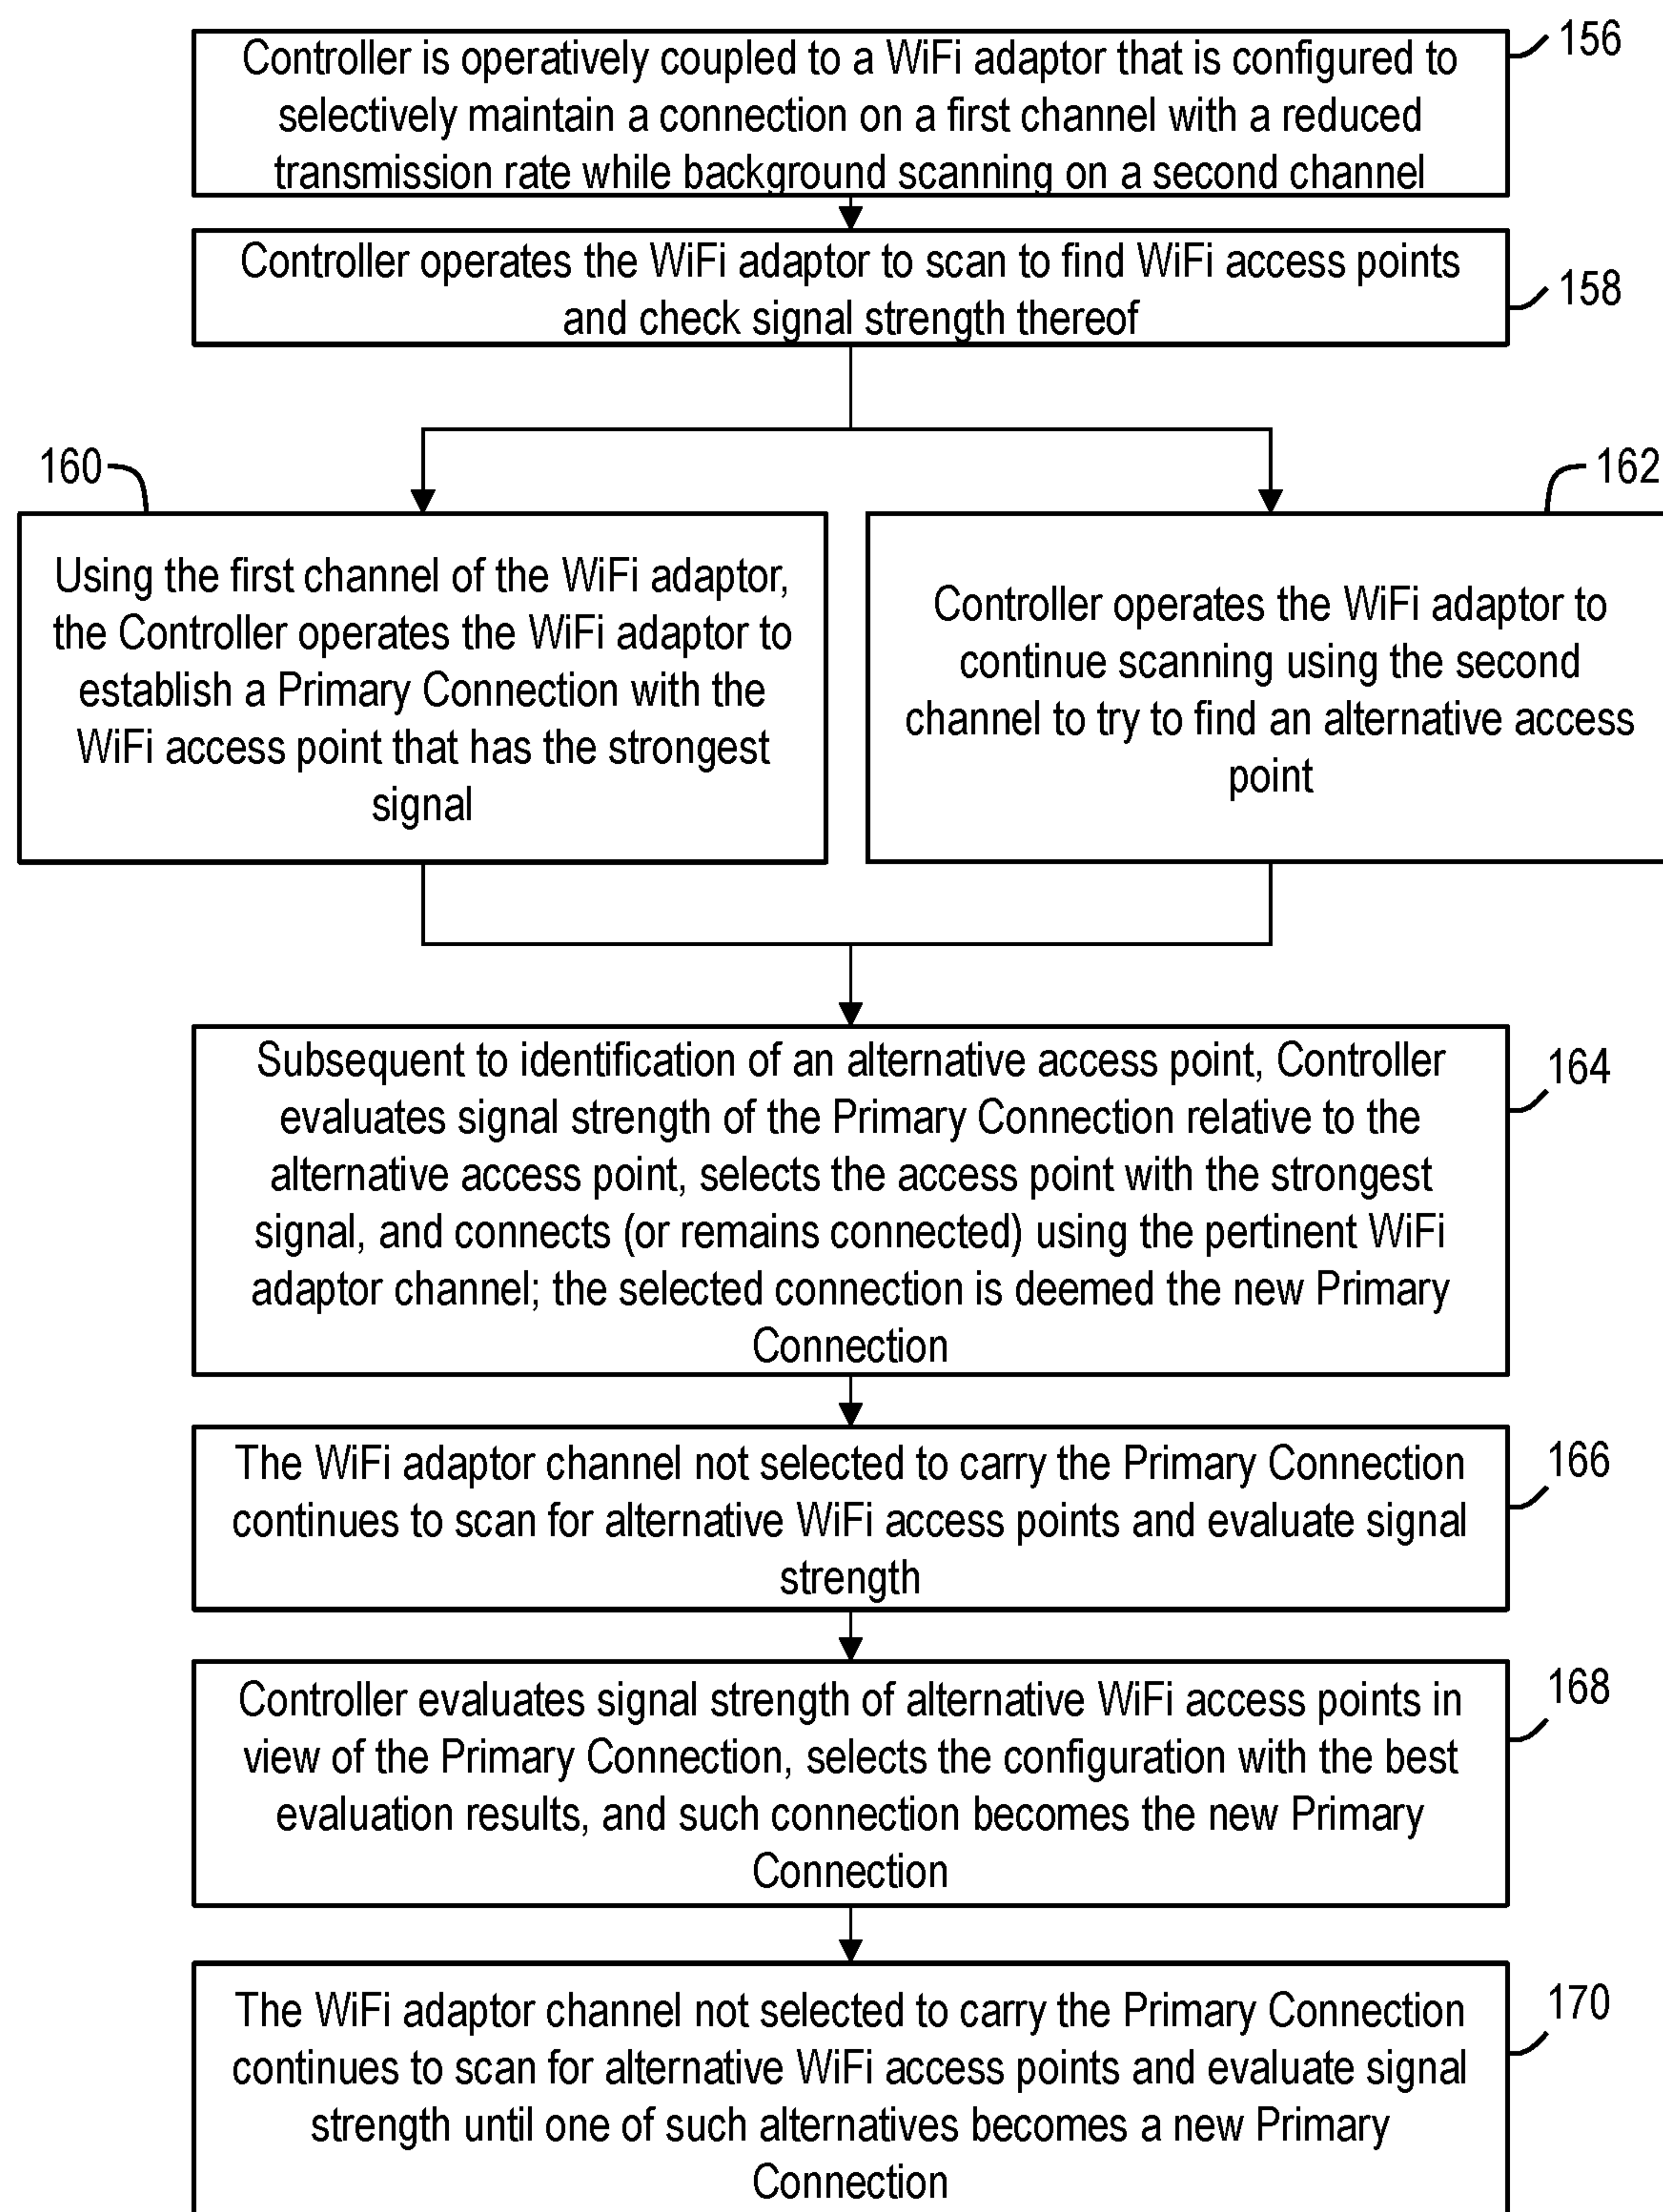 Controller is operatively coupled to a WiFi adaptor that is configured to
selectively maintain a connection on a first channel with a reduced
transmission rate while background scanning on a second channel
156
Controller operates the WiFi adaptor to scan to find WiFi access points
and check signal strength thereof
158
160
Using the first channel of the WiFi adaptor,
the Controller operates the WiFi adaptor to
establish a Primary Connection with the
WiFi access point that has the strongest
signal
162
Controller operates the WiFi adaptor to
continue scanning using the second
channel to try to find an alternative access
point
Subsequent to identification of an alternative access point, Controller
evaluates signal strength of the Primary Connection relative to the
alternative access point, selects the access point with the strongest
signal, and connects (or remains connected) using the pertinent WiFi
adaptor channel; the selected connection is deemed the new Primary
Connection
164
The WiFi adaptor channel not selected to carry the Primary Connection
continues to scan for alternative WiFi access points and evaluate signal
strength
166
Controller evaluates signal strength of alternative WiFi access points in
view of the Primary Connection, selects the configuration with the best
evaluation results, and such connection becomes the new Primary
Connection
168
The WiFi adaptor channel not selected to carry the Primary Connection
continues to scan for alternative WiFi access points and evaluate signal
strength until one of such alternatives becomes a new Primary
Connection
170